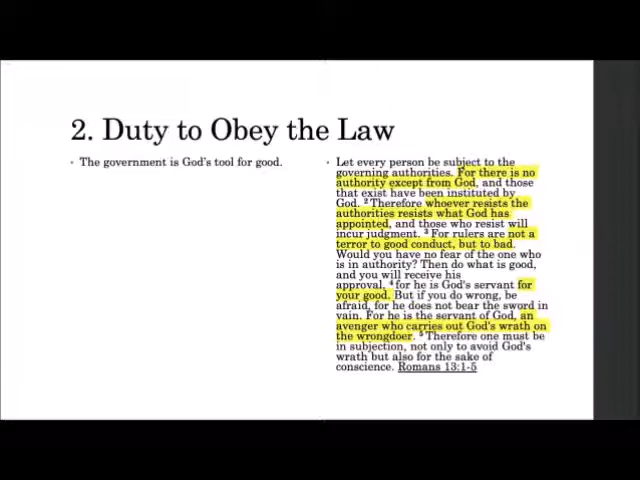 2. Duty to Obey the Law
• The government is God's tool for good.
• Let every person be subject to the
governing authorities. For there is no
authority except from God, and those
that exist have been instituted by
God. ² Therefore whoever resists the
authorities resists what God has
appointed, and those who resist will
incur judgment. ³ For rulers are not a
terror to good conduct, but to bad.
Would you have no fear of the one who
is in authority? Then do what is good,
and you will receive his
approval, ⁴ for he is God's servant for
your good. But if you do wrong, be
afraid, for he does not bear the sword in
vain. For he is the servant of God, an
avenger who carries out God's wrath on
the wrongdoer. ⁵ Therefore one must be
in subjection, not only to avoid God's
wrath but also for the sake of
conscience. Romans 13:1-5